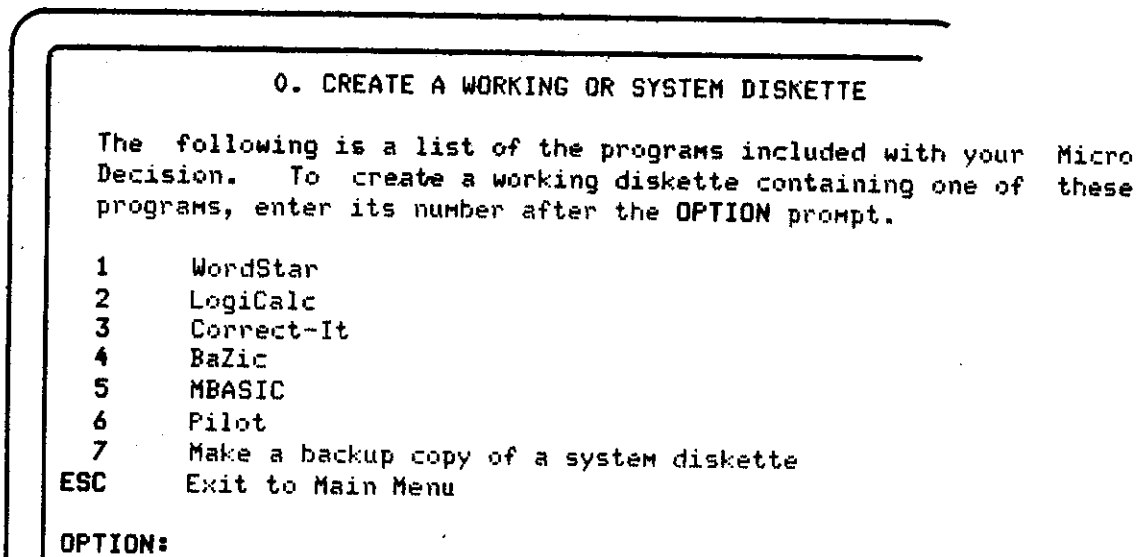 0. CREATE A WORKING OR SYSTEM DISKETTE
The following is a list of the programs included with your Micro
Decision. To create a working diskette containing one of these
programs, enter its number after the OPTION prompt.
1 WordStar
2 LogiCalc
3 Correct-It
4 BaZic
5 MBASIC
6 Pilot
7 Make a backup copy of a system diskette
ESC Exit to Main Menu
OPTION: